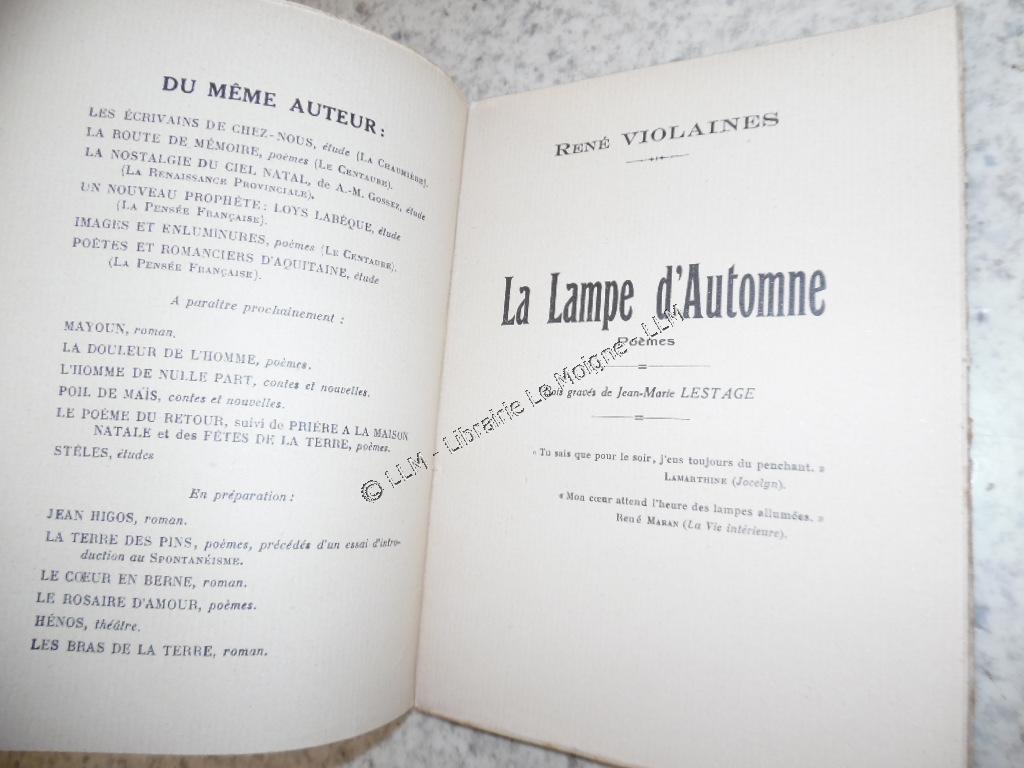 DU MÊME AUTEUR :
LES ÉCRIVAINS DE CHEZ-NOUS, étude (LA CHAUMIÈRE).
LA ROUTE DE MÉMOIRE, poèmes (LE CENTAURE).
LA NOSTALGIE DU CIEL NATAL, de A.-M. GOSSEZ, étude
(LA RENAISSANCE PROVINCIALE).
UN NOUVEAU PROPHÈTE : LOYS LABÈQUE, étude
(LA PENSÉE FRANÇAISE).
IMAGES ET ENLUMINURES, poèmes (LE CENTAURE).
POÈTES ET ROMANCIERS D'AQUITAINE, étude
(LA PENSÉE FRANÇAISE).
A paraître prochainement :
MAYOUN, roman.
LA DOULEUR DE L'HOMME, poèmes.
L'HOMME DE NULLE PART, contes et nouvelles.
POIL DE MAÏS, contes et nouvelles.
LE POÈME DU RETOUR, suivi de PRIÈRE A LA MAISON
NATALE et des FÊTES DE LA TERRE, poèmes.
STÈLES, études
En préparation :
JEAN HIGOS, roman.
LA TERRE DES PINS, poèmes, précédés d'un essai d'intro-
duction au SPONTANÉISME.
LE CŒUR EN BERNE, roman.
LE ROSAIRE D'AMOUR, poèmes.
HÉNOS, théâtre.
LES BRAS DE LA TERRE, roman.
RENÉ VIOLAINES
La Lampe d'Automne
Poèmes
Bois gravés de Jean-Marie LESTAGE
« Tu sais que pour le soir, j'eus toujours du penchant. »
LAMARTHINE (Jocelyn).
« Mon cœur attend l'heure des lampes allumées. »
René MARAN (La Vie intérieure).
© LLM - Librairie Le Moigne - LLM